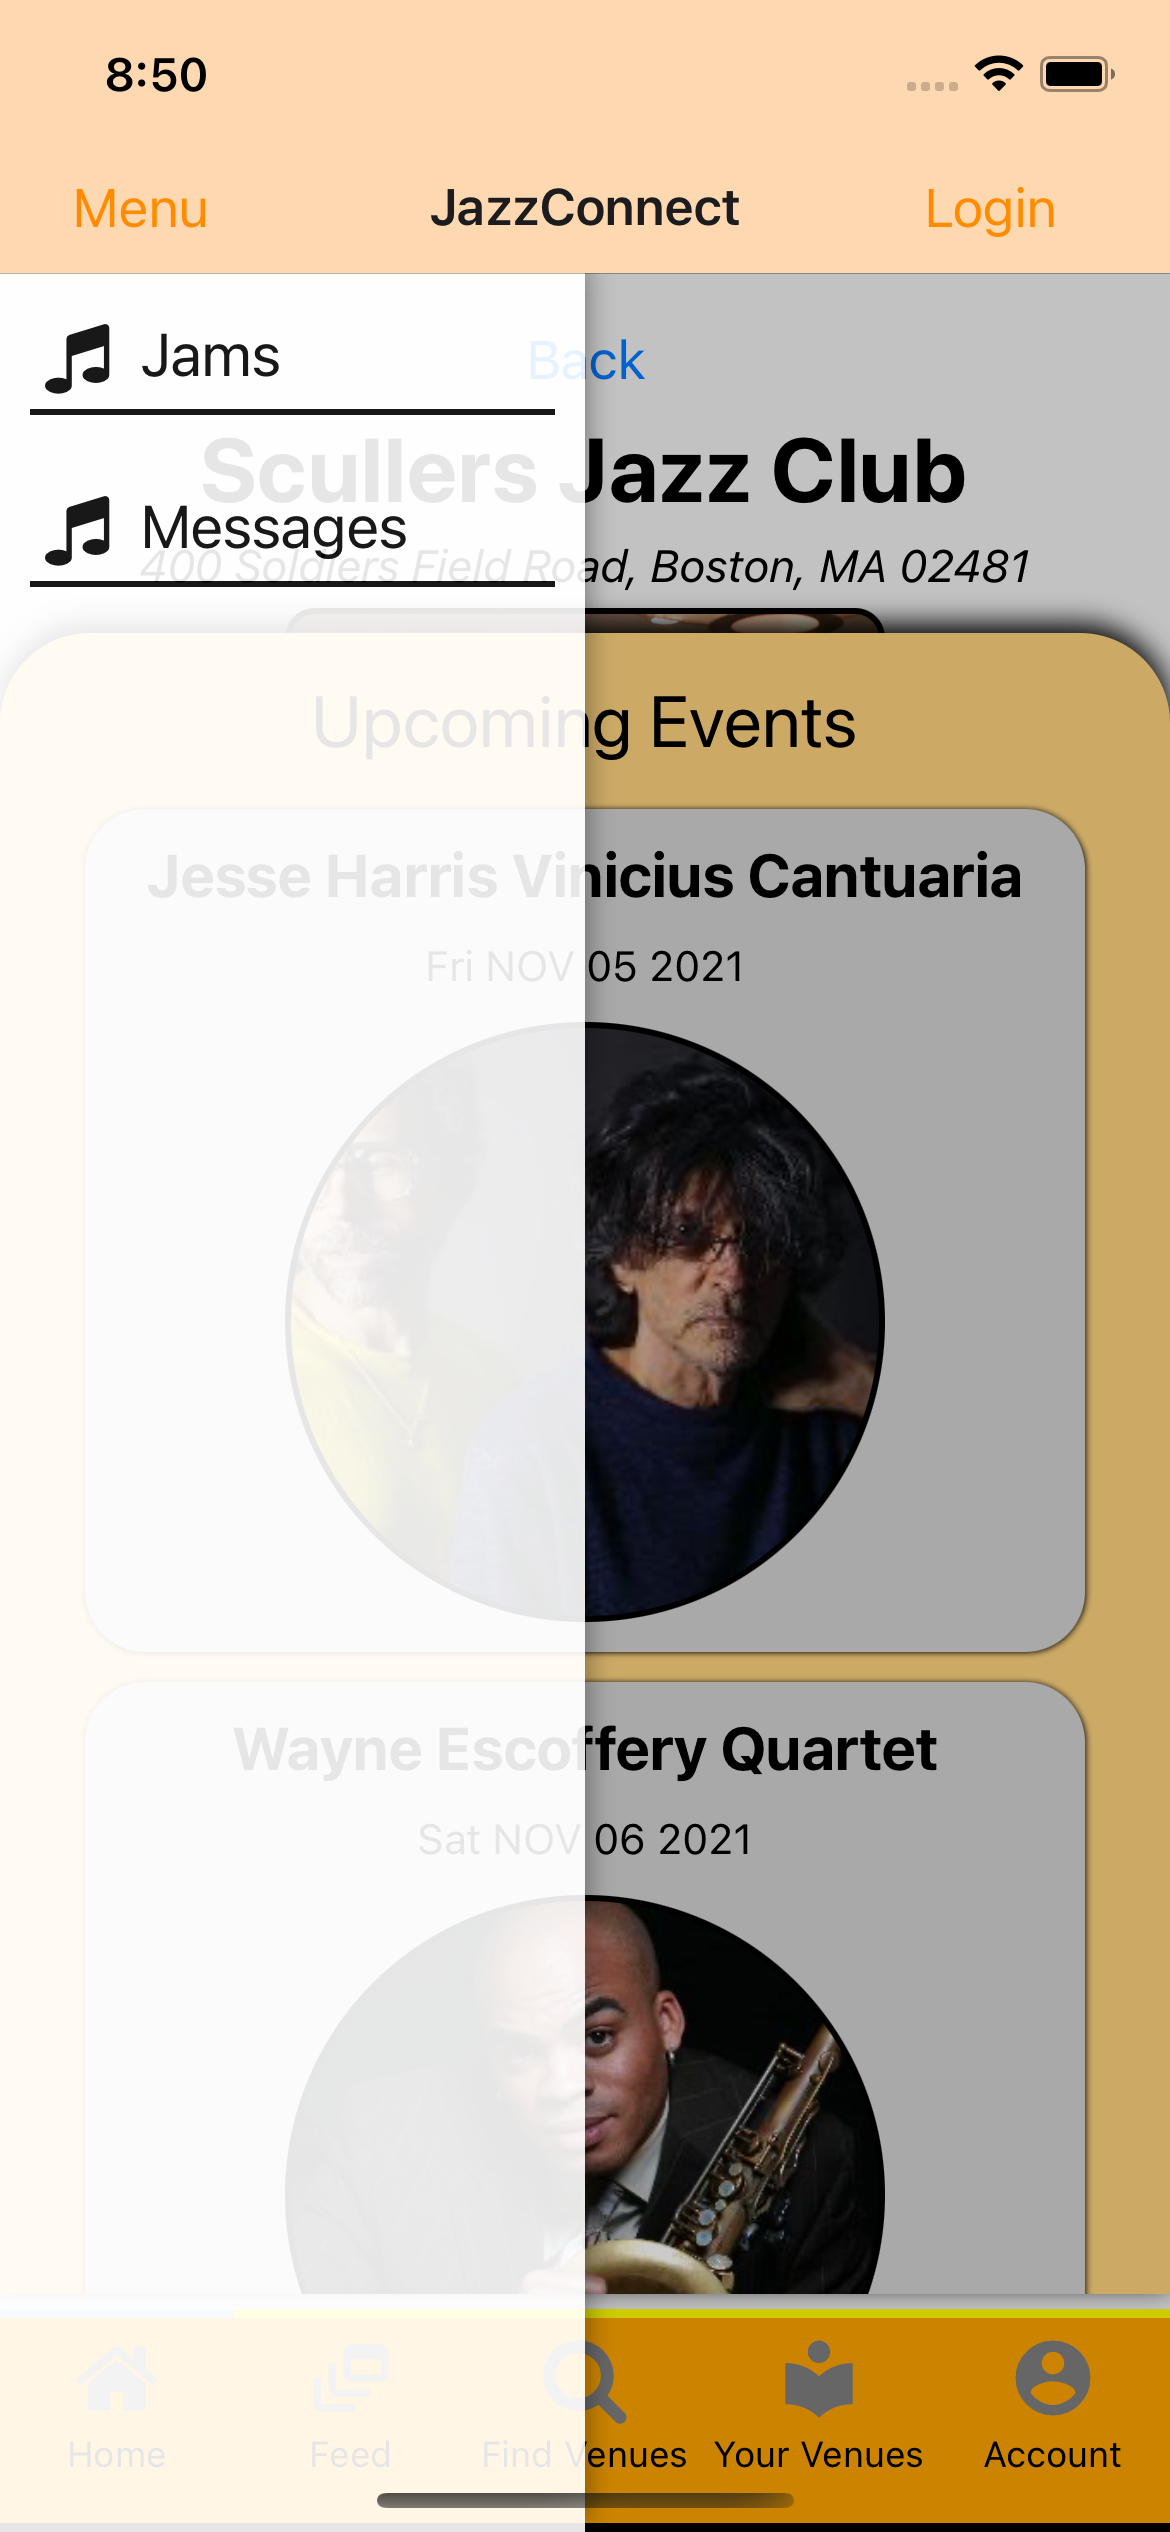 8:50
Menu JazzConnect Login
Jams
Back
Scullers Jazz Club
Messages
400 Soldiers Field Road, Boston, MA 02481
Upcoming Events
Jesse Harris Vinicius Cantuaria
Fri NOV 05 2021
Wayne Escoffery Quartet
Sat NOV 06 2021
Home Feed Find Venues Your Venues Account